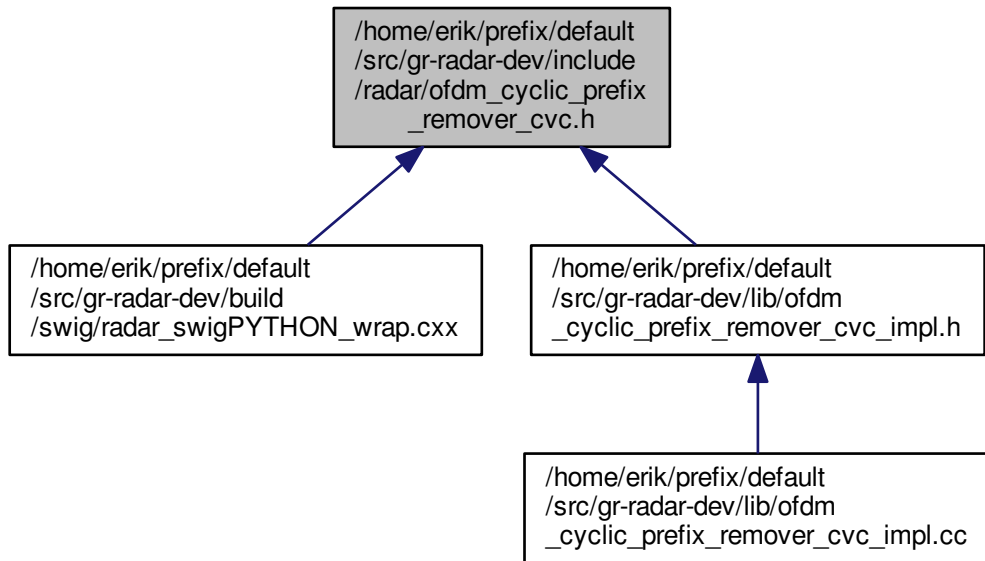 /home/erik/prefix/default
/src/gr-radar-dev/include
/radar/ofdm_cyclic_prefix
_remover_cvc.h
/home/erik/prefix/default
/src/gr-radar-dev/build
/swig/radar_swigPYTHON_wrap.cxx
/home/erik/prefix/default
/src/gr-radar-dev/lib/ofdm
_cyclic_prefix_remover_cvc_impl.h
/home/erik/prefix/default
/src/gr-radar-dev/lib/ofdm
_cyclic_prefix_remover_cvc_impl.cc